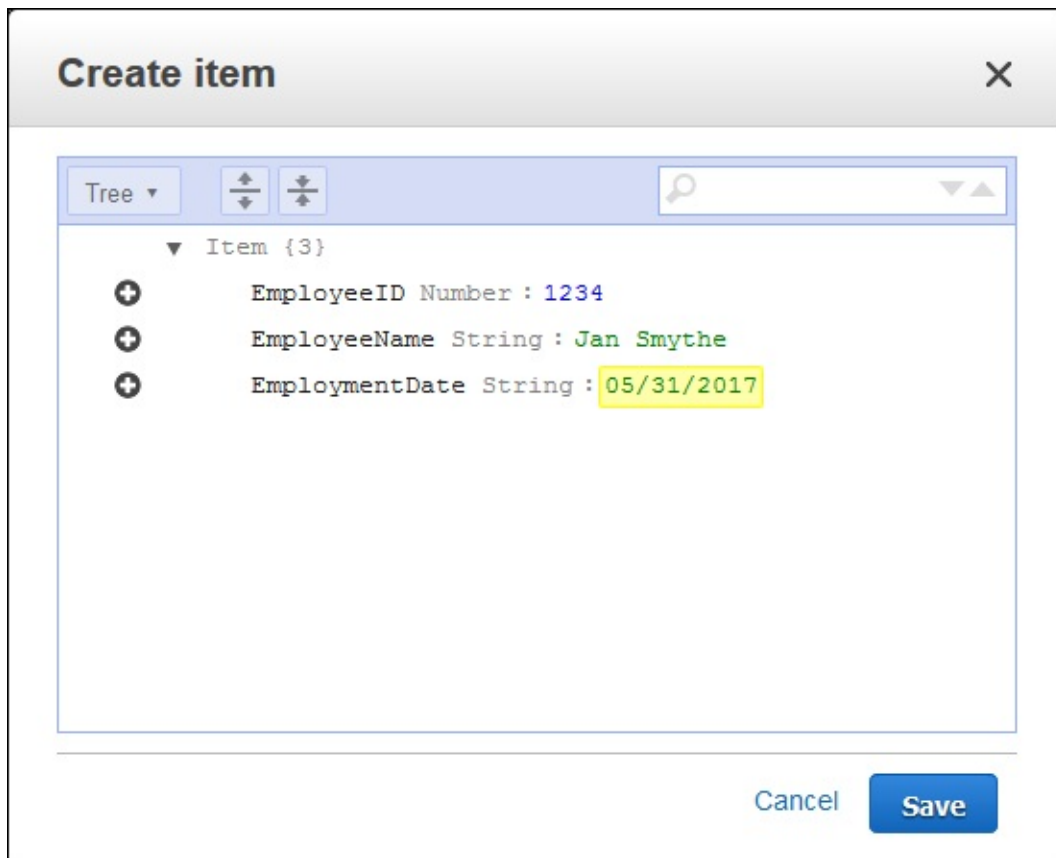 Create item
Tree
Item {3}
EmployeeID Number : 1234
EmployeeName String : Jan Smythe
EmploymentDate String : 05/31/2017
Cancel
Save